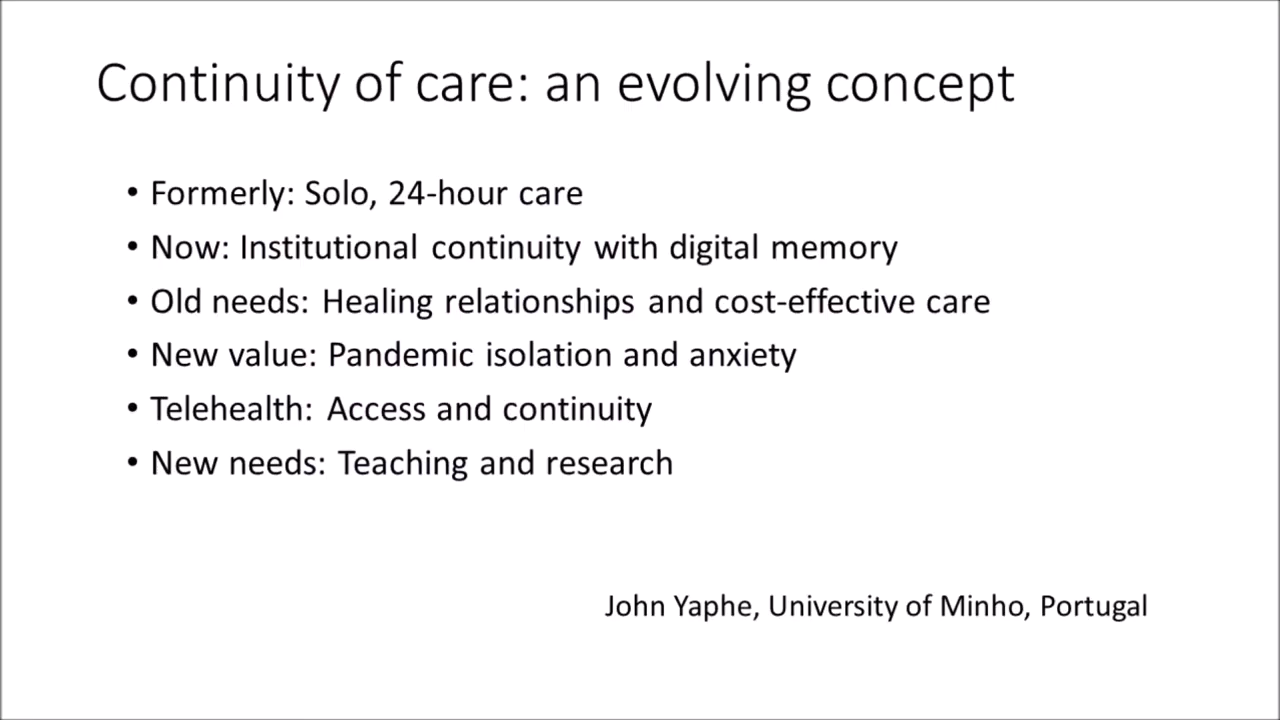 Continuity of care: an evolving concept
• Formerly: Solo, 24-hour care
• Now: Institutional continuity with digital memory
• Old needs: Healing relationships and cost-effective care
• New value: Pandemic isolation and anxiety
• Telehealth: Access and continuity
• New needs: Teaching and research
John Yaphe, University of Minho, Portugal